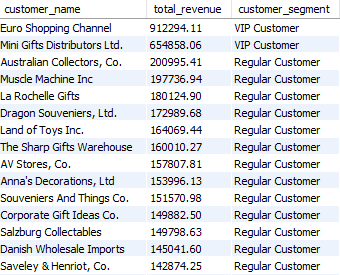 customer_name total_revenue customer_segment
Euro Shopping Channel 912294.11 VIP Customer
Mini Gifts Distributors Ltd. 654858.06 VIP Customer
Australian Collectors, Co. 200995.41 Regular Customer
Muscle Machine Inc 197736.94 Regular Customer
La Rochelle Gifts 180124.90 Regular Customer
Dragon Souveniers, Ltd. 172989.68 Regular Customer
Land of Toys Inc. 164069.44 Regular Customer
The Sharp Gifts Warehouse 160010.27 Regular Customer
AV Stores, Co. 157807.81 Regular Customer
Anna's Decorations, Ltd 153996.13 Regular Customer
Souveniers And Things Co. 151570.98 Regular Customer
Corporate Gift Ideas Co. 149882.50 Regular Customer
Salzburg Collectables 149798.63 Regular Customer
Danish Wholesale Imports 145041.60 Regular Customer
Saveley & Henriot, Co. 142874.25 Regular Customer